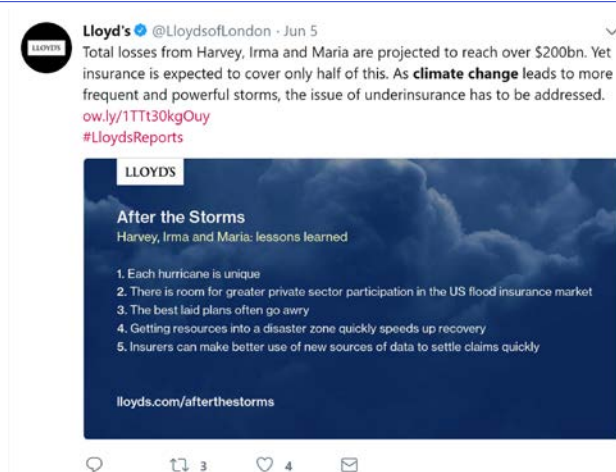 Lloyd's @LloydsofLondon · Jun 5
LLOYD'S
Total losses from Harvey, Irma and Maria are projected to reach over $200bn. Yet
insurance is expected to cover only half of this. As climate change leads to more
frequent and powerful storms, the issue of underinsurance has to be addressed.
ow.ly/1TTt30kgOuy
#LloydsReports
LLOYD'S
After the Storms
Harvey, Irma and Maria: lessons learned
1. Each hurricane is unique
2. There is room for greater private sector participation in the US flood insurance market
3. The best laid plans often go awry
4. Getting resources into a disaster zone quickly speeds up recovery
5. Insurers can make better use of new sources of data to settle claims quickly
lloyds.com/afterthestorms
3 4